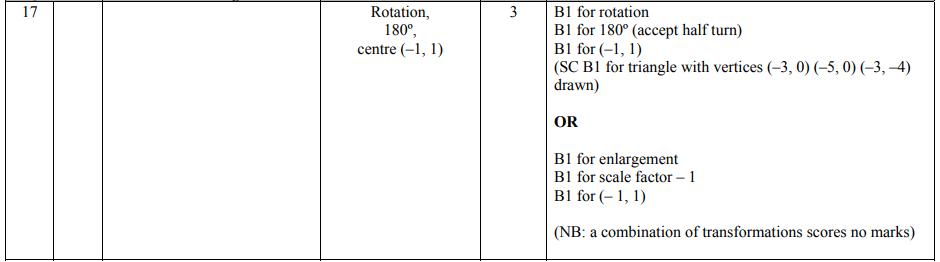 17 Rotation, 3 B1 for rotation
180º, B1 for 180º (accept half turn)
centre (–1, 1) B1 for (–1, 1)
(SC B1 for triangle with vertices (–3, 0) (–5, 0) (–3, –4)
drawn)
OR
B1 for enlargement
B1 for scale factor – 1
B1 for (– 1, 1)
(NB: a combination of transformations scores no marks)